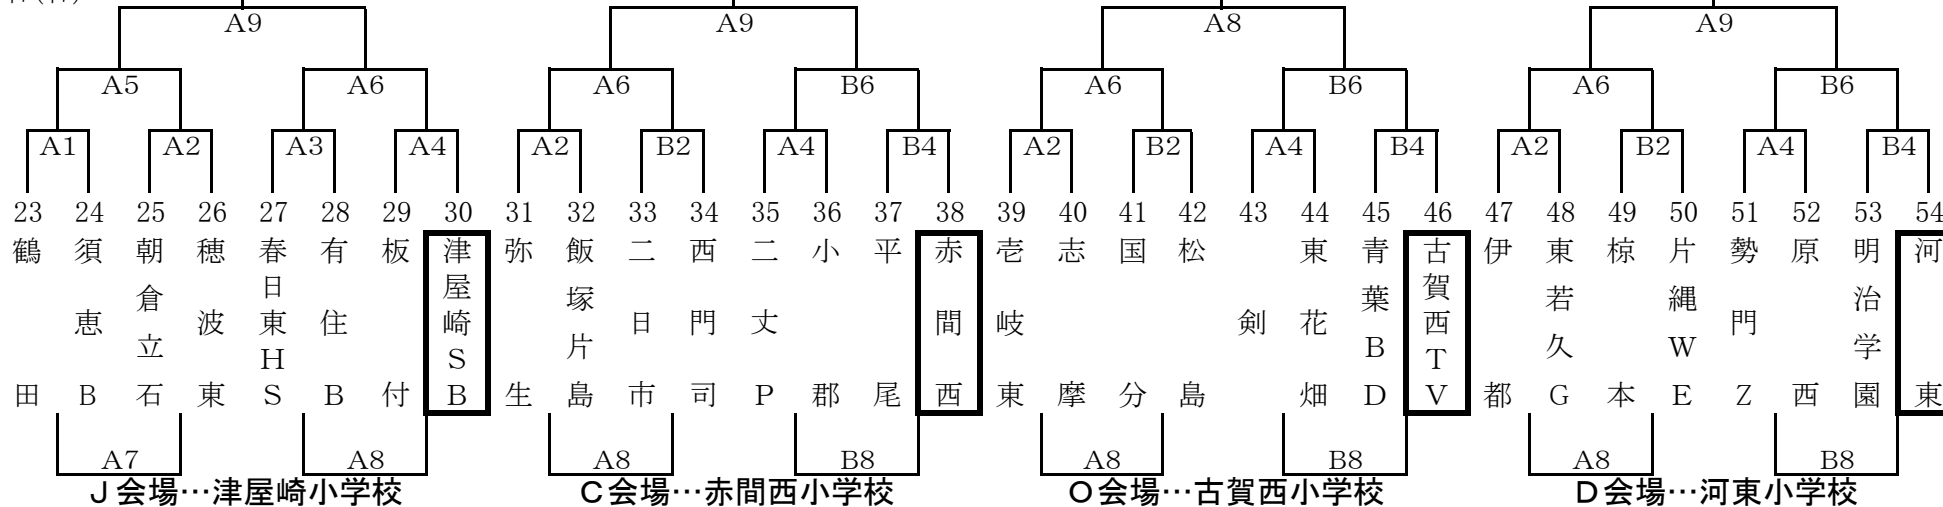 A9 A9 A8 A9
A5 A6 A6 B6 A6 B6 A6 B6
A1 A2 A3 A4 A2 B2 A4 B4 A2 B2 A4 B4 A2 B2 A4 B4
23 24 25 26 27 28 29 30 31 32 33 34 35 36 37 38 39 40 41 42 43 44 45 46 47 48 49 50 51 52 53 54
鶴田
須恵B
朝倉立石
穂波東
春日東HS
有住B
板付
津屋崎SB
弥生
飯塚片島
二日市
西門司
二丈P
小郡
平尾
赤間西
壱岐東
志摩
国分
松島
剣
東花畑
青葉BD
古賀西TV
伊都
東若久G
椋本
片縄WE
勢門Z
原西
明治学園
河東
A7 A8 A8 B8 A8 B8 A8 B8
J会場…津屋崎小学校 C会場…赤間西小学校 O会場…古賀西小学校 D会場…河東小学校